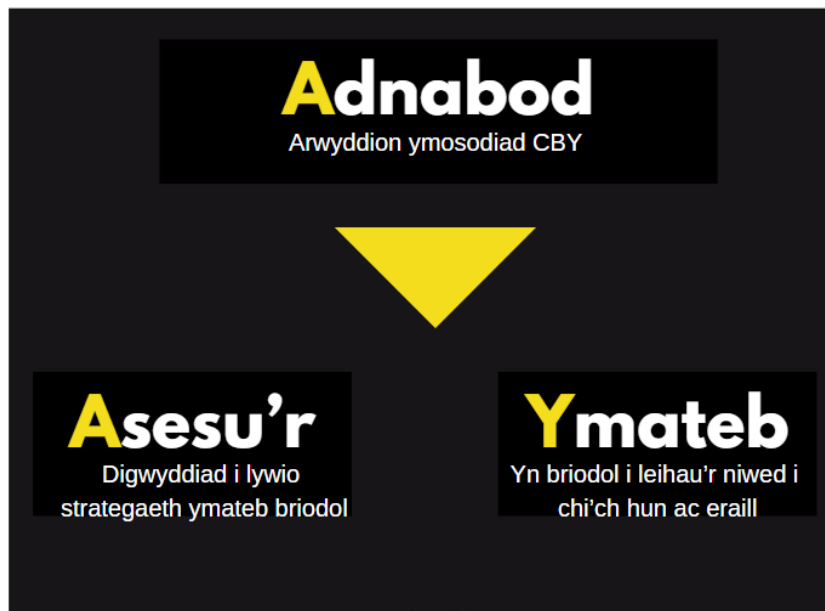 Adnabod
Arwyddion ymosodiad CBY
Asesu’r
Digwyddiad i lywio
strategaeth ymateb briodol
Ymateb
Yn briodol i leihau’r niwed i
chi’ch hun ac eraill